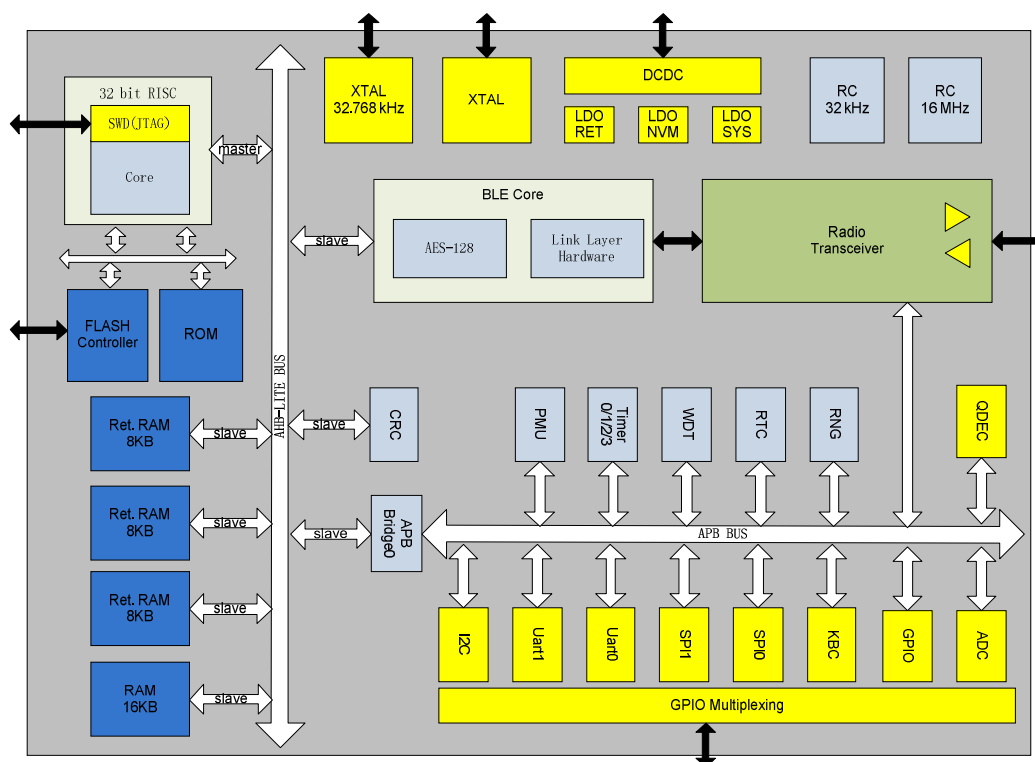 32 bit RISC
SWD(JTAG)
Core
master
XTAL
32.768 kHz
XTAL
DCDC
LDO
RET
LDO
NVM
LDO
SYS
RC
32 kHz
RC
16 MHz
BLE Core
AES-128
Link Layer
Hardware
slave
Radio
Transceiver
FLASH
Controller
ROM
AHB-LITE BUS
Ret. RAM
8KB
slave
Ret. RAM
8KB
slave
Ret. RAM
8KB
slave
RAM
16KB
slave
slave
CRC
slave
APB
Bridge0
PMU
Timer
0/1/2/3
WDT
RTC
RNG
QDEC
APB BUS
I2C
Uart1
Uart0
SPI1
SPI0
KBC
GPIO
ADC
GPIO Multiplexing